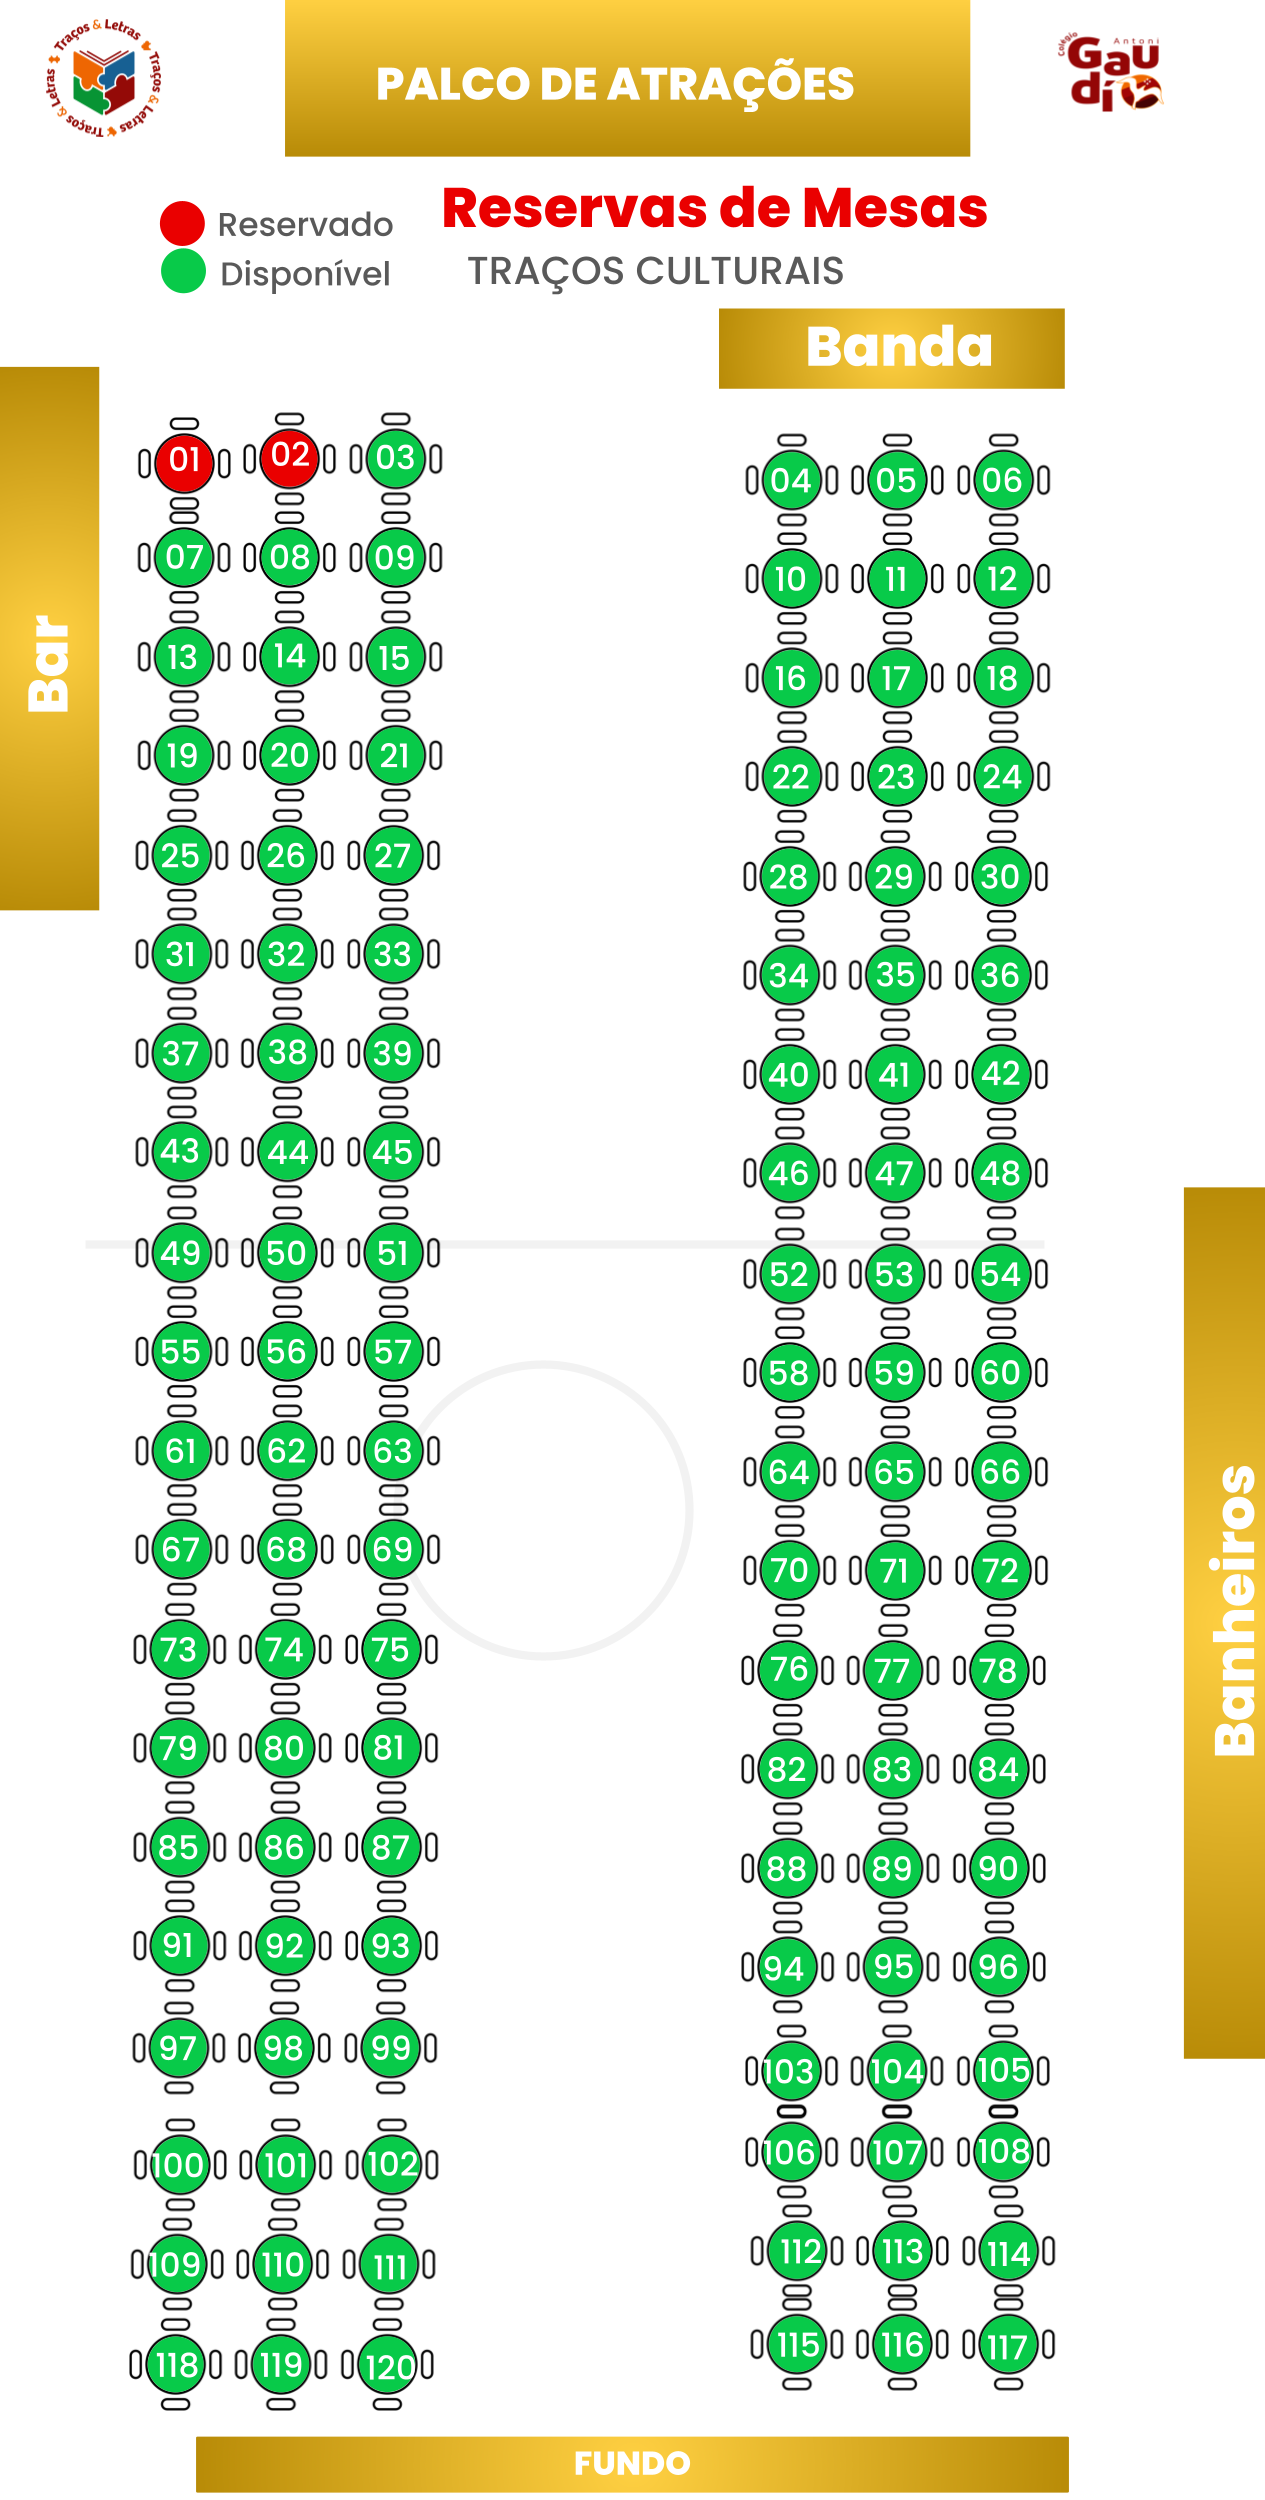 Traços & Letras Traços & Letras Traços & Letras Traços & Letras
PALCO DE ATRAÇÕES
Colégio Antoni
Gaudí
Reservas de Mesas
Reservado
Disponível
TRAÇOS CULTURAIS
Banda
Bar
01 02 03
04 05 06
07 08 09
10 11 12
13 14 15
16 17 18
19 20 21
22 23 24
25 26 27
28 29 30
31 32 33
34 35 36
37 38 39
40 41 42
43 44 45
46 47 48
49 50 51
52 53 54
55 56 57
58 59 60
61 62 63
64 65 66
67 68 69
70 71 72
73 74 75
76 77 78
79 80 81
82 83 84
85 86 87
88 89 90
91 92 93
94 95 96
97 98 99
103 104 105
100 101 102
106 107 108
109 110 111
112 113 114
118 119 120
115 116 117
Banheiros
FUNDO